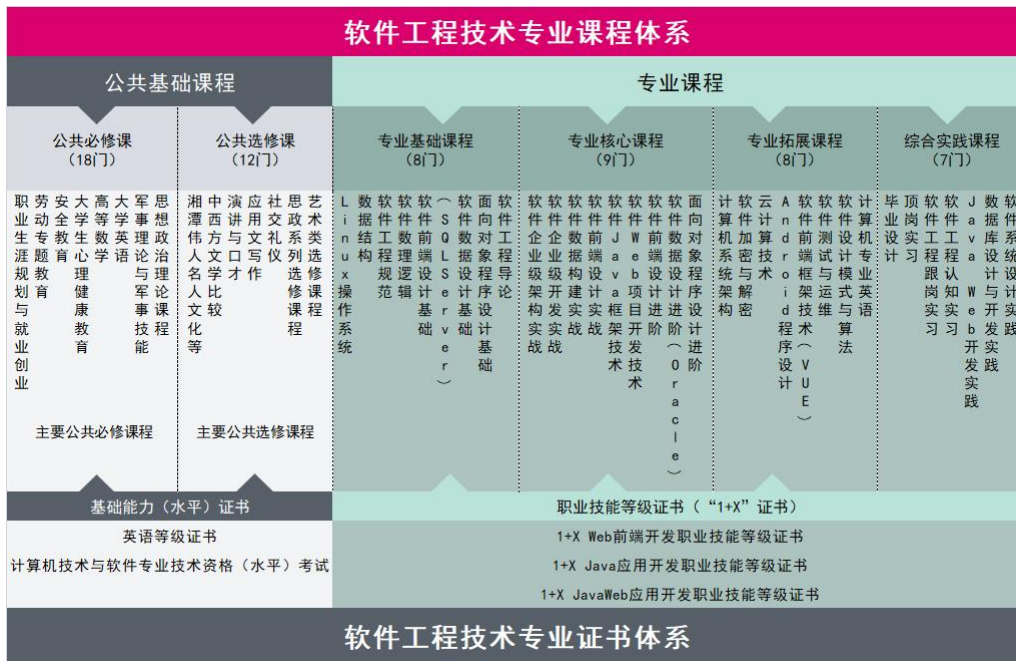 软件工程技术专业课程体系
公共基础课程
专业课程
公共必修课
（18门）
公共选修课
（12门）
专业基础课程
（8门）
专业核心课程
（9门）
专业拓展课程
（8门）
综合实践课程
（7门）
思想政治理论课程
军事理论与军事技能
大学英语
高等数学
大学生心理健康教育
安全教育
劳动专题教育
职业生涯规划与就业创业
主要公共必修课程
艺术类选修课程
思政系列选修课程
社交礼仪
应用文写作
演讲与口才
中西方文学比较
湘潭伟人名人文化等
主要公共选修课程
软件工程导论
面向对象程序设计基础
软件数据设计基础
（SQLServer）
软件前端设计基础
软件数理逻辑
软件工程规范
数据结构
Linux操作系统
面向对象程序设计进阶
软件数据设计进阶（Oracle）
软件前端设计进阶
软件Web项目开发技术
软件Java框架技术
软件前端设计实战
软件数据构建实战
软件企业级开发实战
软件企业级架构实战
计算机专业英语
软件设计模式与算法
软件测试与运维
软件前端框架技术（VUE）
Android程序设计
云计算技术
软件加密与解密
计算机系统架构
软件系统设计实践
数据库设计与开发实践
Java Web开发实践
软件工程认知实习
软件工程跟岗实习
顶岗实习
毕业设计
基础能力（水平）证书
职业技能等级证书（“1+X”证书）
英语等级证书
计算机技术与软件专业技术资格（水平）考试
1+X Web前端开发职业技能等级证书
1+X Java应用开发职业技能等级证书
1+X JavaWeb应用开发职业技能等级证书
软件工程技术专业证书体系